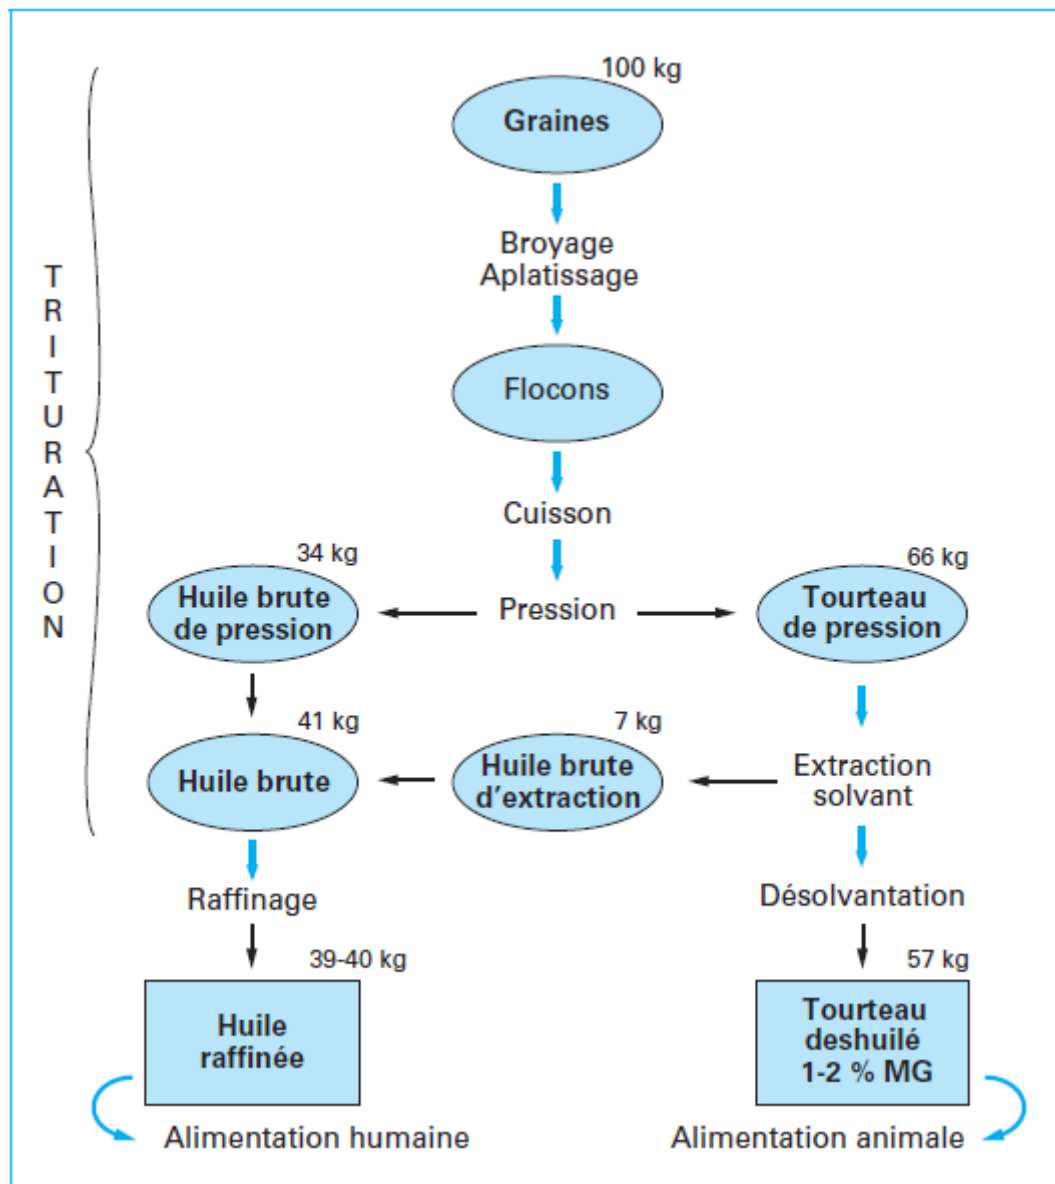 100 kg
Graines
Broyage
Aplatissage
TRITURATION
Flocons
Cuisson
34 kg
66 kg
Huile brute
de pression
Pression
Tourteau
de pression
41 kg
7 kg
Huile brute
Huile brute
d'extraction
Extraction
solvant
Raffinage
Désolvantation
39-40 kg
57 kg
Huile
raffinée
Tourteau
deshuilé
1-2 % MG
Alimentation humaine
Alimentation animale